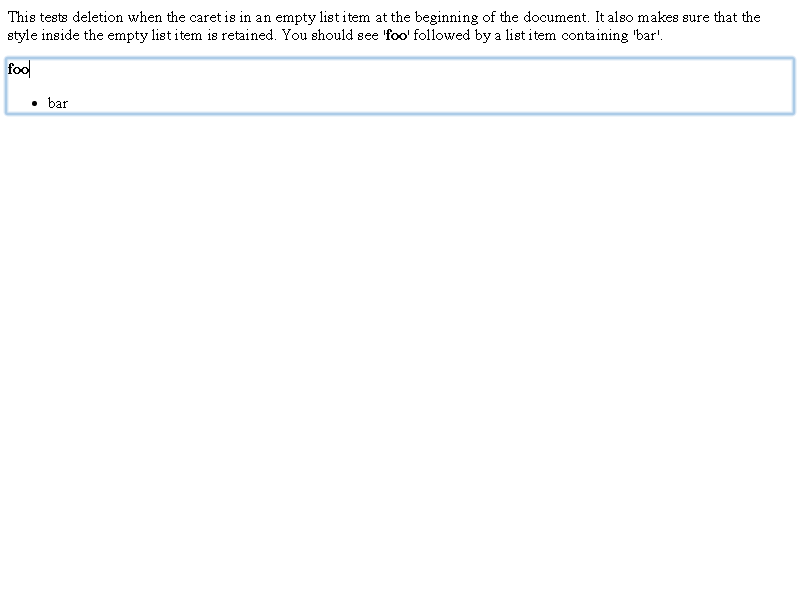 This tests deletion when the caret is in an empty list item at the beginning of the document. It also makes sure that the
style inside the empty list item is retained. You should see 'foo' followed by a list item containing 'bar'.
foo
• bar